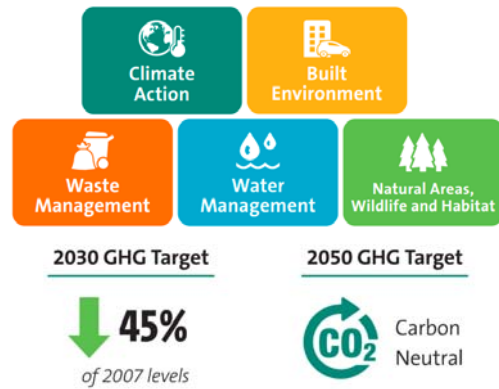 Climate
Action
Built
Environment
Waste
Management
Water
Management
Natural Areas,
Wildlife and Habitat
2030 GHG Target
45%
of 2007 levels
2050 GHG Target
CO2
Carbon
Neutral